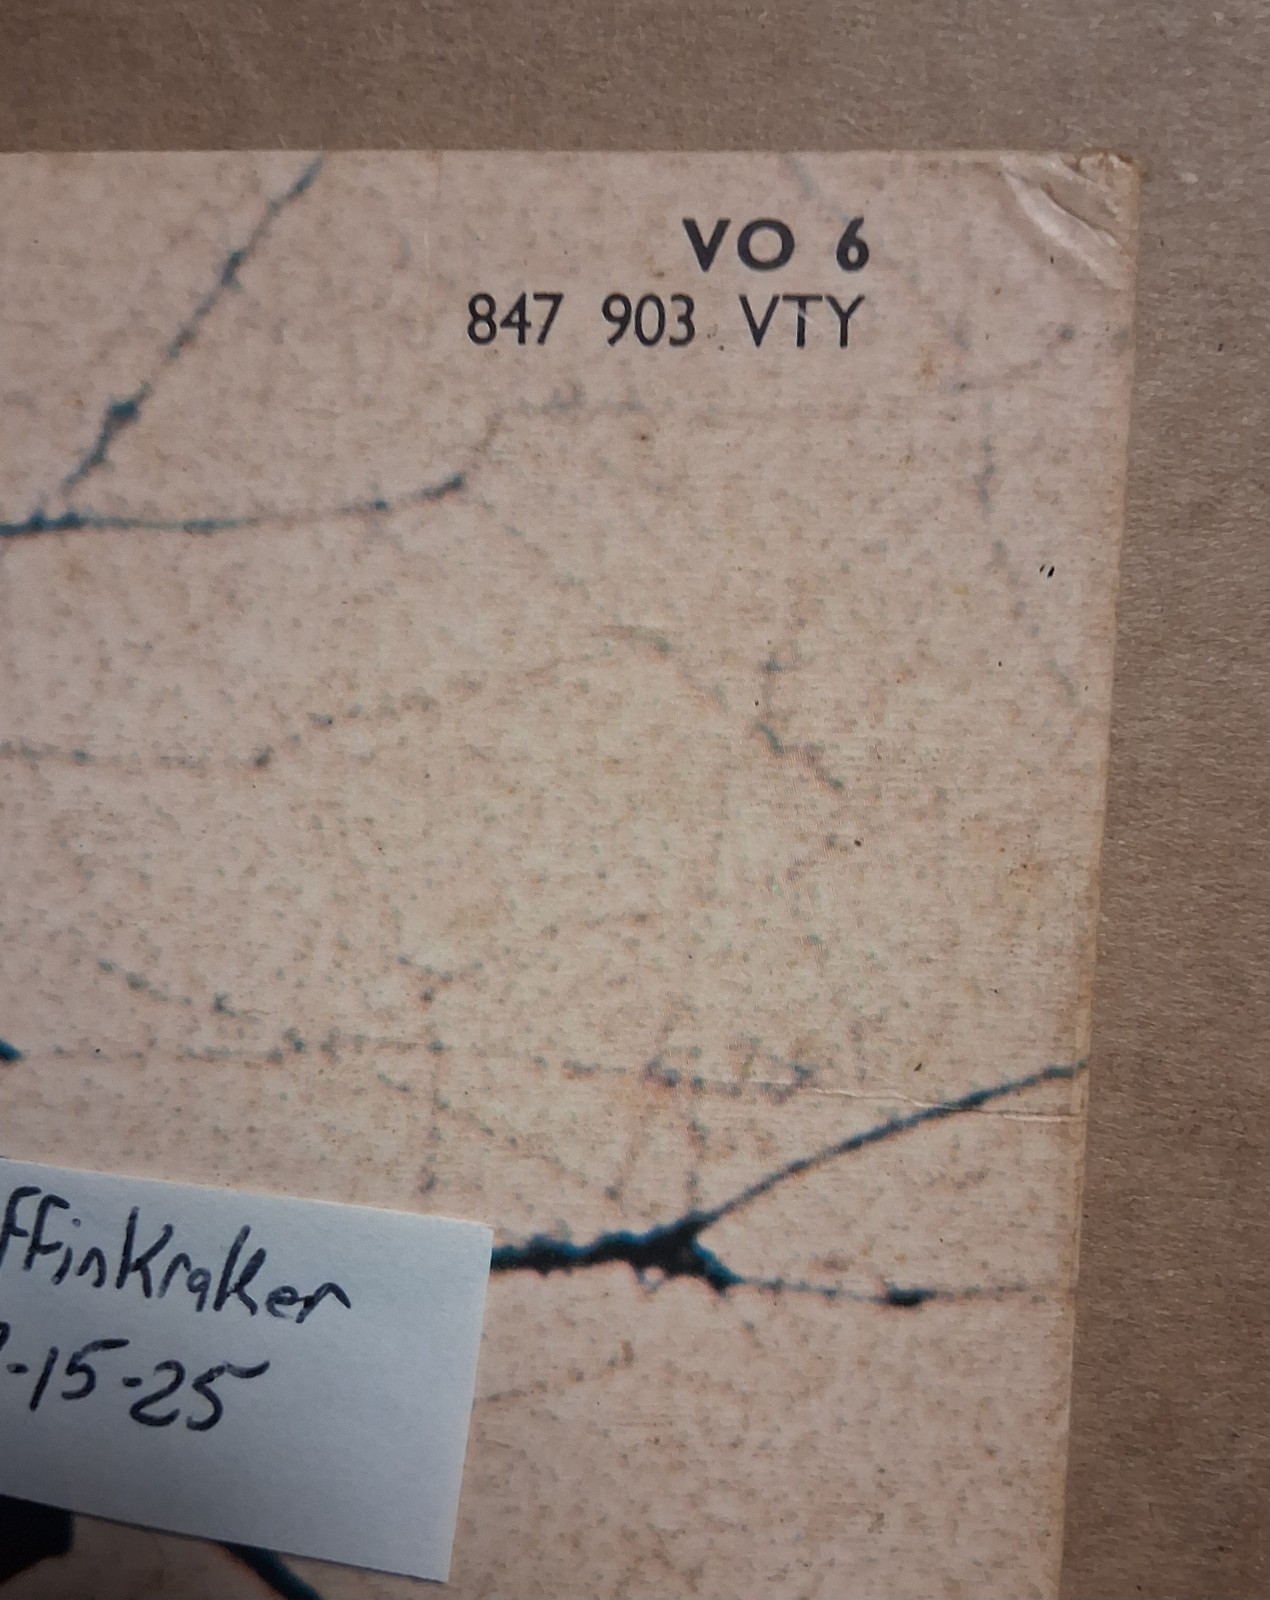 VO 6
847 903 VTY
ffinKraker
-15-25